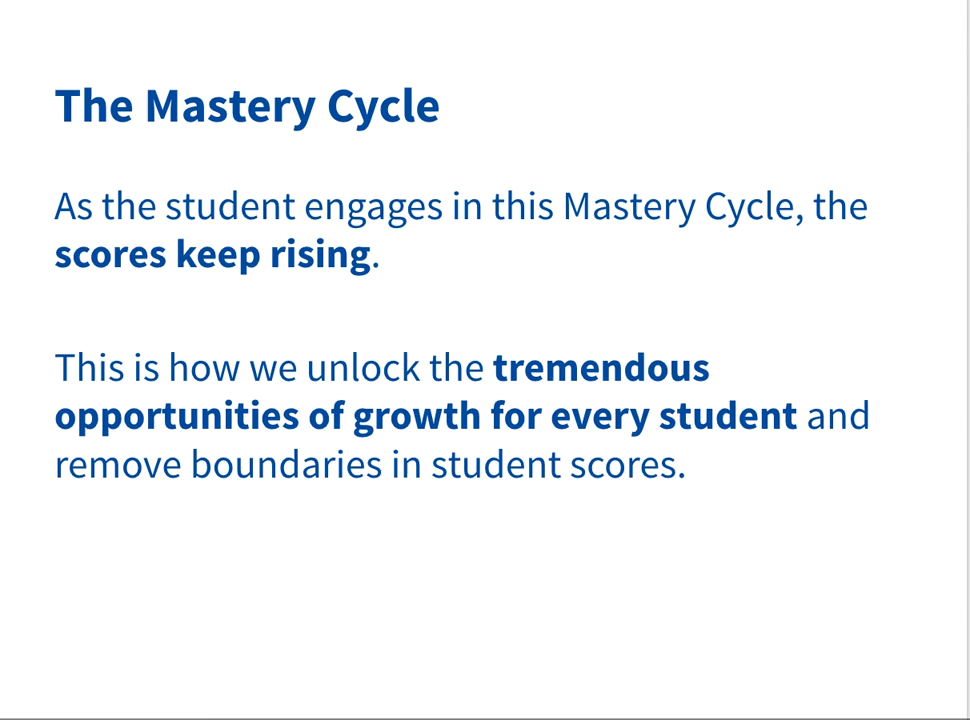 The Mastery Cycle
As the student engages in this Mastery Cycle, the
scores keep rising.
This is how we unlock the tremendous
opportunities of growth for every student and
remove boundaries in student scores.